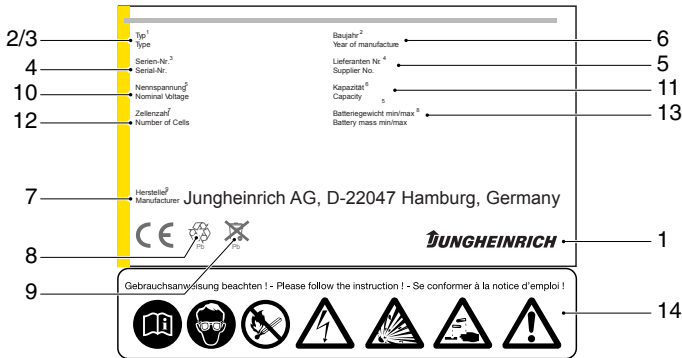 2/3 Typ1 Baujahr2 6
Type Year of manufacture
Serien-Nr.3 Lieferanten Nr.4 5
4 Serial-Nr. Supplier No.
Nennspannung5 Kapazität6 11
10 Nominal Voltage Capacity
5
Zellenzahl7 Batteriegewicht min/max8 13
12 Number of Cells Battery mass min/max
7 Hersteller9
Manufacturer Jungheinrich AG, D-22047 Hamburg, Germany
CE Pb Pb JUNGHEINRICH 1
8
9
Gebrauchsanweisung beachten ! - Please follow the instruction ! - Se conformer à la notice d'emploi !
14